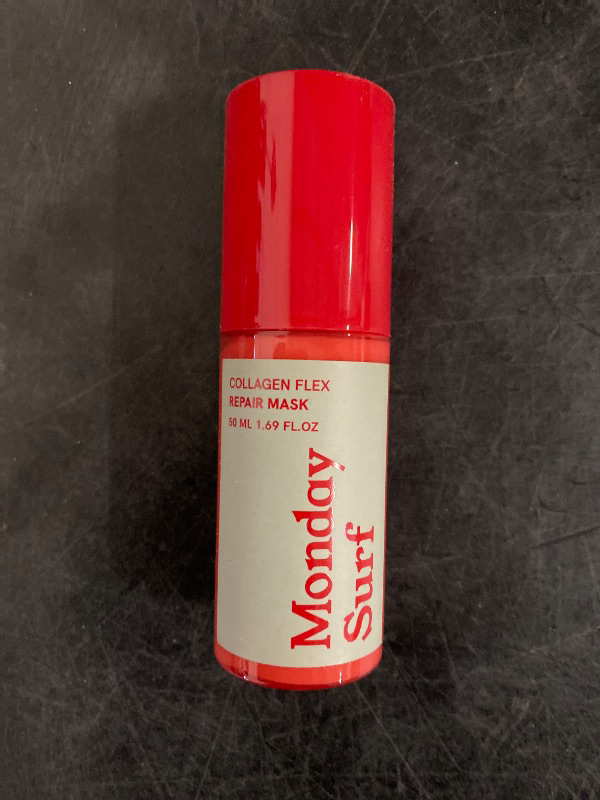 COLLAGEN FLEX
REPAIR MASK
50 ML 1.69 FL.OZ
Monday
Surf